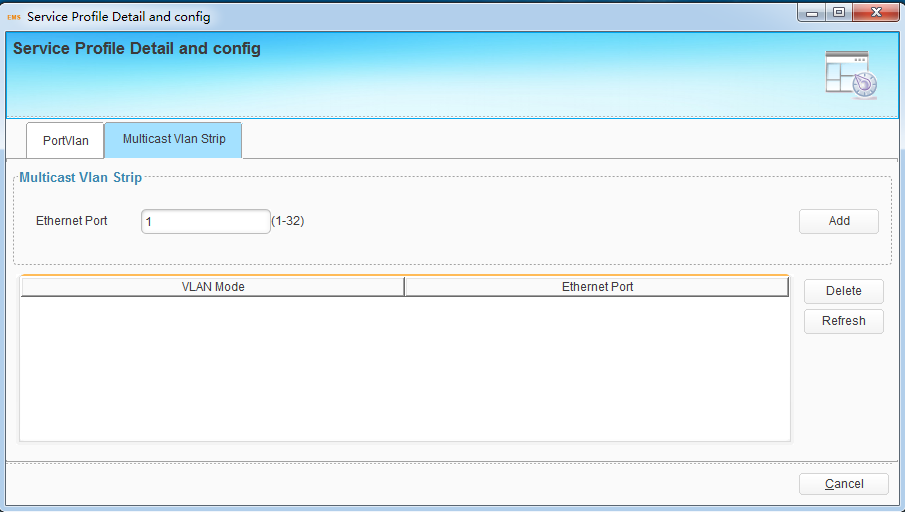 EMS Service Profile Detail and config
Service Profile Detail and config
PortVlan Multicast Vlan Strip
Multicast Vlan Strip
Ethernet Port 1 (1-32) Add
VLAN Mode Ethernet Port
Delete
Refresh
Cancel